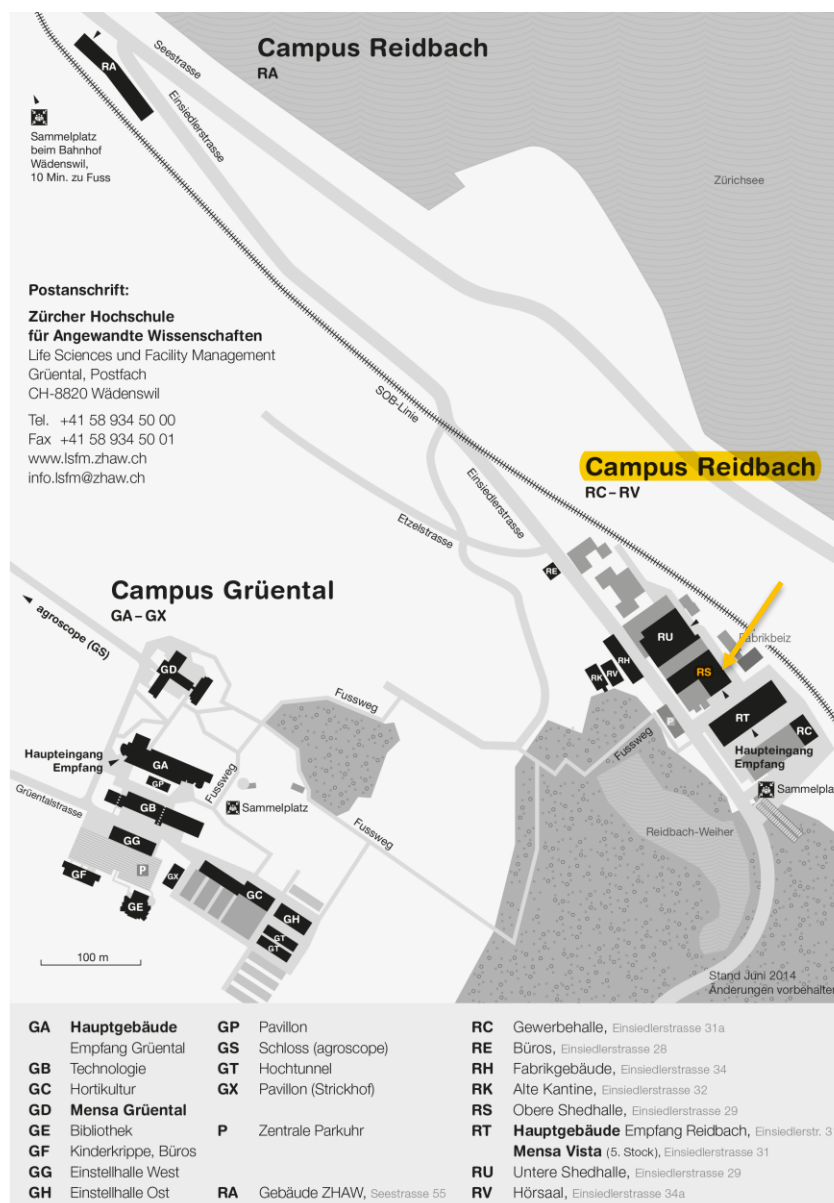 Campus Reidbach
RA
Seestrasse
Einsiedlerstrasse
RA
Sammelplatz
beim Bahnhof
Wädenswil,
10 Min. zu Fuss
Zürichsee
Postanschrift:
Zürcher Hochschule
für Angewandte Wissenschaften
Life Sciences und Facility Management
Grüental, Postfach
CH-8820 Wädenswil
Tel. +41 58 934 50 00
Fax +41 58 934 50 01
www.lsfm.zhaw.ch
info.lsfm@zhaw.ch
SOB-Linie
Campus Reidbach
RC–RV
Einsiedlerstrasse
Etzelstrasse
RE
RU
Fabrikbeiz
RH
RV
RK
RS
RT
RC
P
Haupteingang
Empfang
Sammelpla
Fussweg
Reidbach-Weiher
Campus Grüental
GA–GX
agroscope (GS)
GD
Fussweg
Haupteingang
Empfang
GA
GP
Fussweg
Grüentalstrasse
GB
Sammelplatz
Fussweg
GG
P
GF
GX
GE
GC
GH
GT
GT
100 m
Stand Juni 2014
Änderungen vorbehalten
GA Hauptgebäude
Empfang Grüental
GB Technologie
GC Hortikultur
GD Mensa Grüental
GE Bibliothek
GF Kinderkrippe, Büros
GG Einstellhalle West
GH Einstellhalle Ost
GP Pavillon
GS Schloss (agroscope)
GT Hochtunnel
GX Pavillon (Strickhof)
P Zentrale Parkuhr
RA Gebäude ZHAW, Seestrasse 55
RC Gewerbehalle, Einsiedlerstrasse 31a
RE Büros, Einsiedlerstrasse 28
RH Fabrikgebäude, Einsiedlerstrasse 34
RK Alte Kantine, Einsiedlerstrasse 32
RS Obere Shedhalle, Einsiedlerstrasse 29
RT Hauptgebäude Empfang Reidbach, Einsiedlerstr. 3
Mensa Vista (5. Stock), Einsiedlerstrasse 31
RU Untere Shedhalle, Einsiedlerstrasse 29
RV Hörsaal, Einsiedlerstrasse 34a